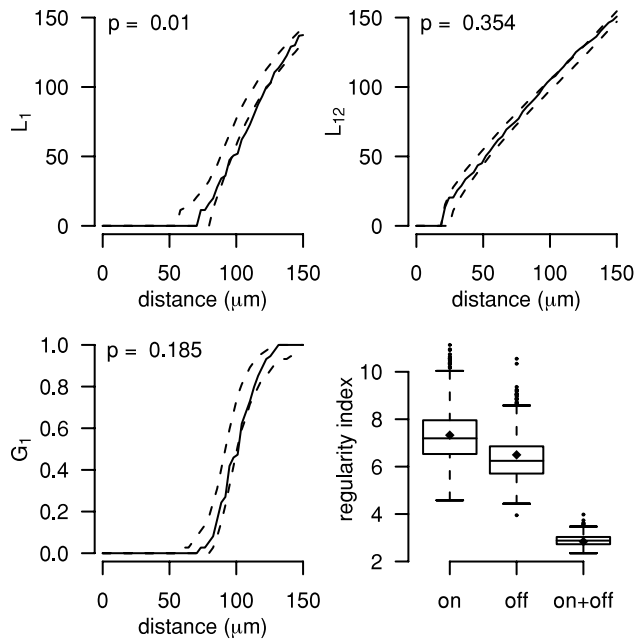 p = 0.01
150
100
50
0
L1
0 50 100 150
distance (μm)
p = 0.354
150
100
50
0
L12
0 50 100 150
distance (μm)
p = 0.185
1.0
0.8
0.6
0.4
0.2
0.0
G1
0 50 100 150
distance (μm)
10
8
6
4
2
regularity index
on off on+off